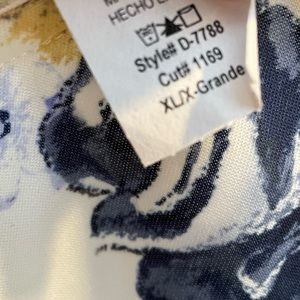 HECHO E
Style# D-7788
Cut# 1169
XL/X-Grande